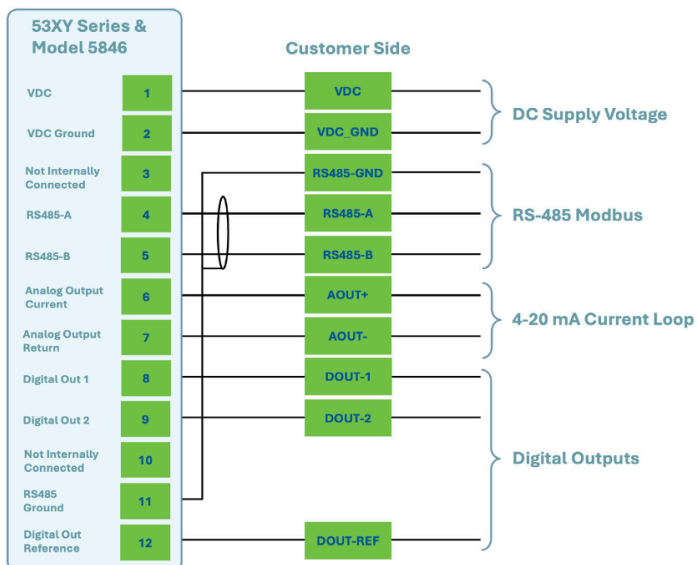 53XY Series &
Model 5846
Customer Side
VDC
1
VDC
DC Supply Voltage
VDC Ground
2
VDC_GND
Not Internally
Connected
3
RS485-GND
RS485-A
4
RS485-A
RS-485 Modbus
RS485-B
5
RS485-B
Analog Output
Current
6
AOUT+
4-20 mA Current Loop
Analog Output
Return
7
AOUT-
Digital Out 1
8
DOUT-1
Digital Out 2
9
DOUT-2
Digital Outputs
Not Internally
Connected
10
RS485
Ground
11
Digital Out
Reference
12
DOUT-REF